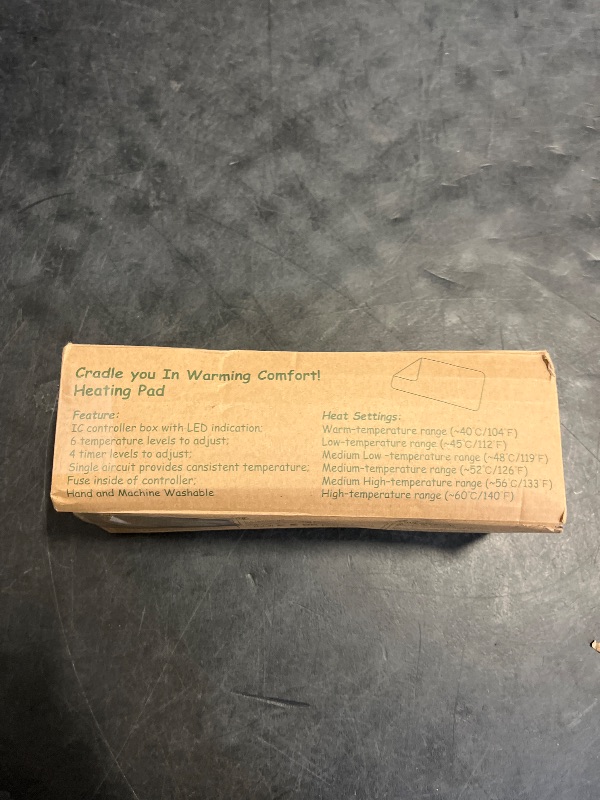 Cradle you In Warming Comfort!
Heating Pad
Feature:
IC controller box with LED indication;
6 temperature levels to adjust;
4 timer levels to adjust;
Single aircuit provides consistent temperature;
Fuse inside of controller;
Hand and Machine Washable
Heat Settings:
Warm-temperature range (~40℃/104℉)
Low-temperature range (~45℃/112℉)
Medium Low -temperature range (~48℃/119℉)
Medium-temperature range (~52℃/126℉)
Medium High-temperature range (~56℃/133℉)
High-temperature range (~60℃/140℉)